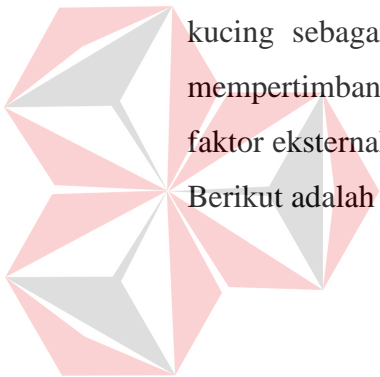 kucing sebaga
mempertimban
faktor eksternal
Berikut adalah